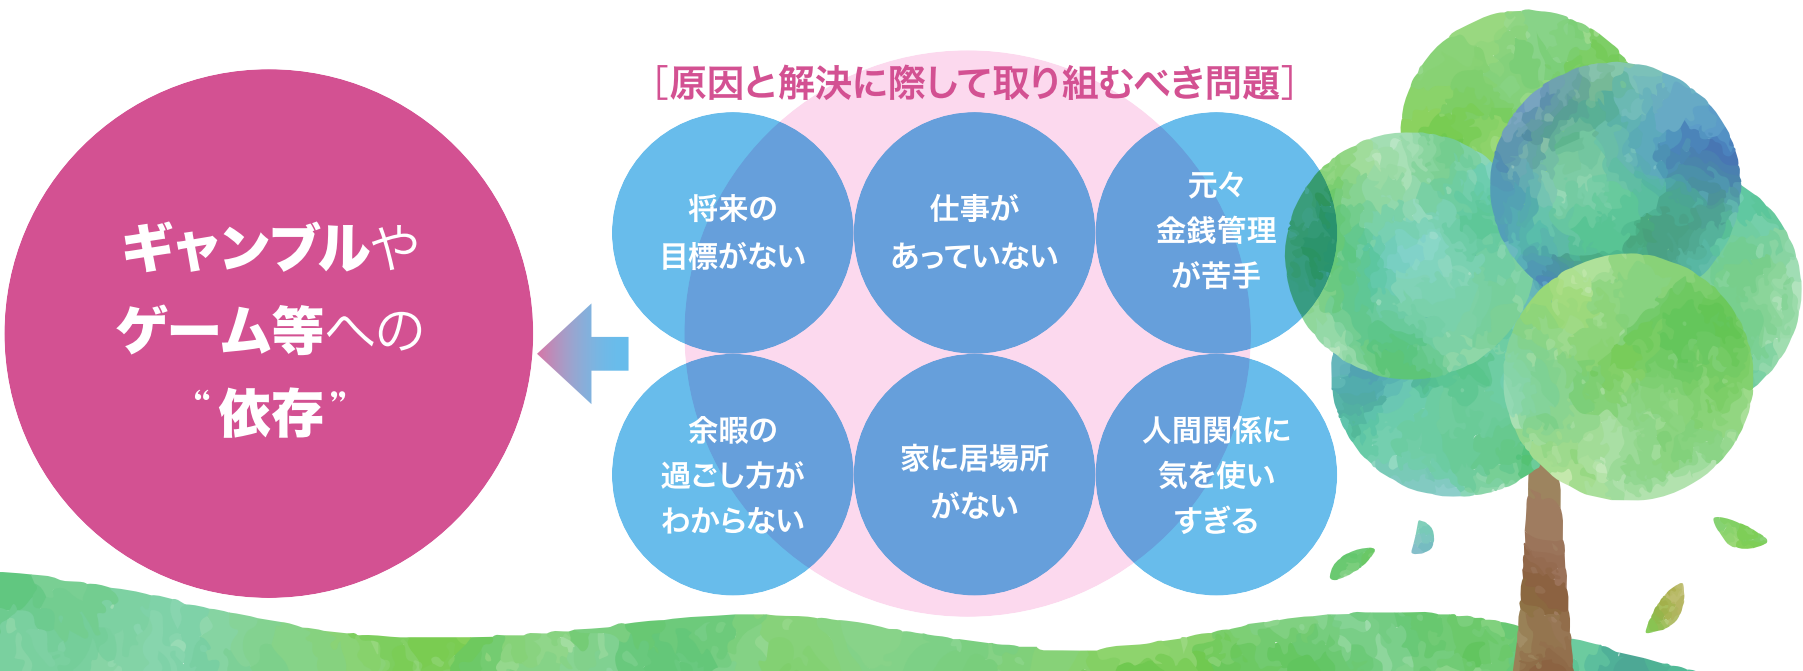 ギャンブルや
ゲーム等への
“依存”
［原因と解決に際して取り組むべき問題］
将来の
目標がない
仕事が
あっていない
元々
金銭管理
が苦手
余暇の
過ごし方が
わからない
家に居場所
がない
人間関係に
気を使い
すぎる